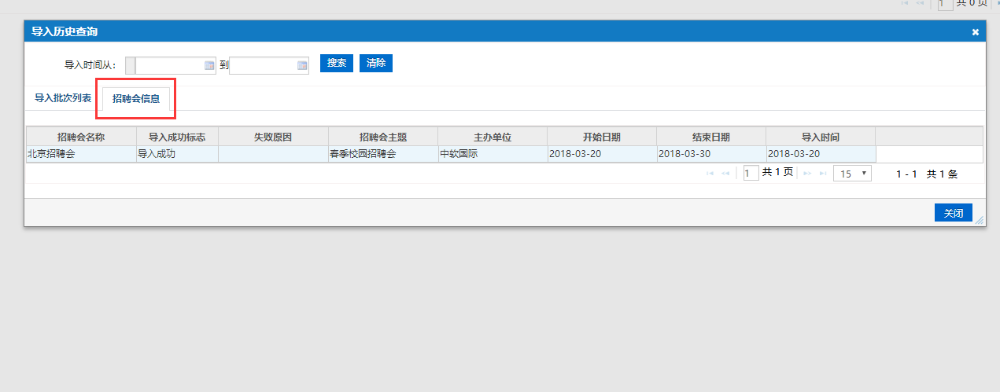 1 共 0 页
导入历史查询
导入时间从: 到 搜索 清除
导入批次列表 招聘会信息
招聘会名称 导入成功标志 失败原因 招聘会主题 主办单位 开始日期 结束日期 导入时间
北京招聘会 导入成功 春季校园招聘会 中软国际 2018-03-20 2018-03-30 2018-03-20
1 共 1 页 15 1 - 1 共 1 条
关闭